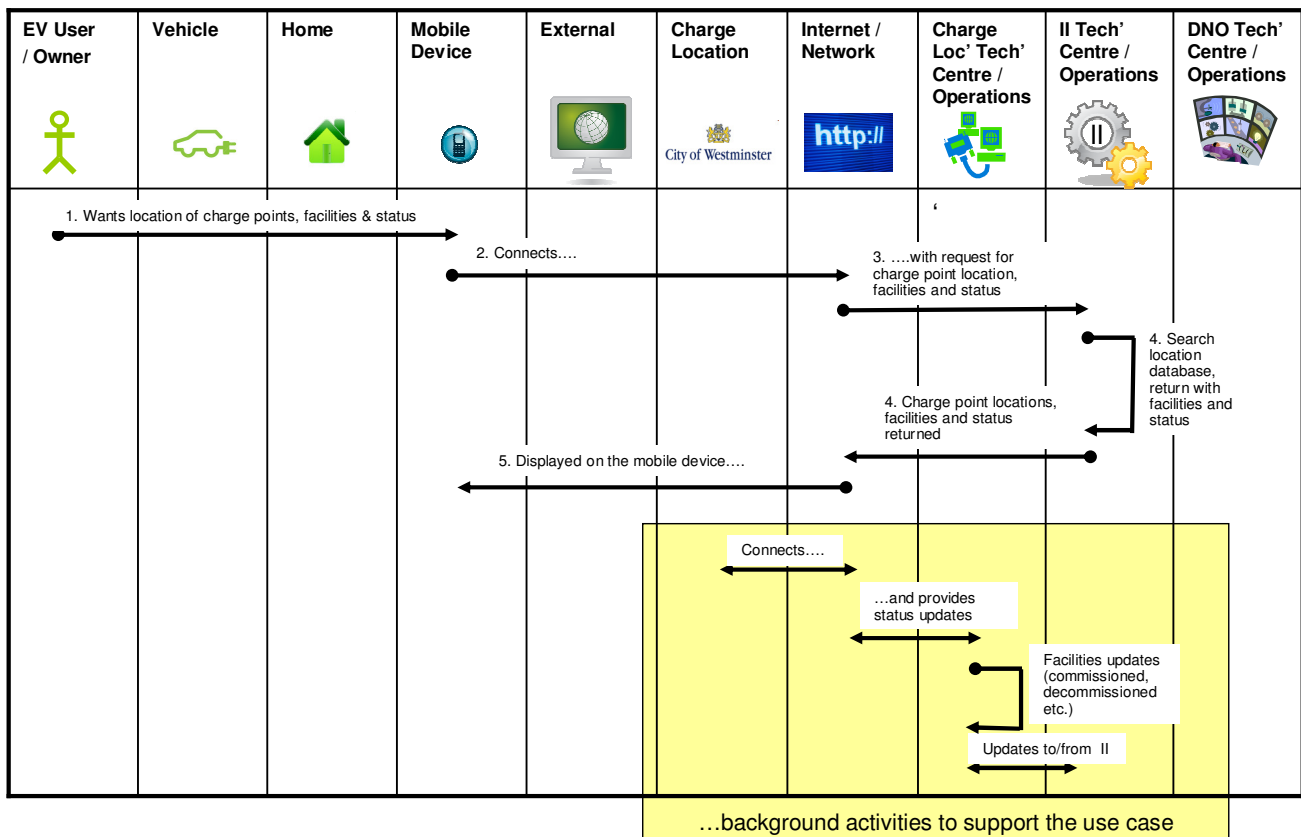 EV User
/ Owner
Vehicle
Home
Mobile
Device
External
Charge
Location
Internet /
Network
Charge
Loc' Tech'
Centre /
Operations
II Tech'
Centre /
Operations
DNO Tech'
Centre /
Operations
City of Westminster
http://
II
‘
1. Wants location of charge points, facilities & status
2. Connects….
3. ….with request for
charge point location,
facilities and status
4. Search
location
database,
return with
facilities and
status
4. Charge point locations,
facilities and status
returned
5. Displayed on the mobile device….
Connects….
…and provides
status updates
Facilities updates
(commissioned,
decommissioned
etc.)
Updates to/from II
…background activities to support the use case